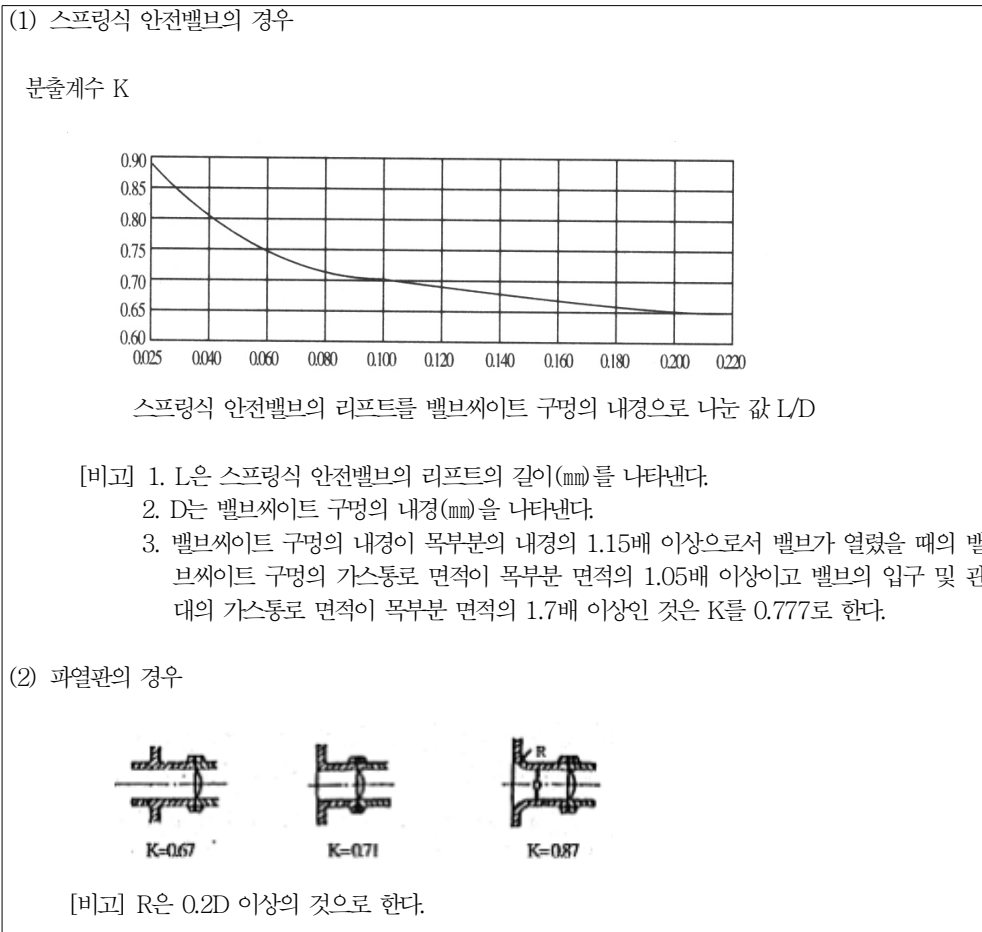 (1) 스프링식 안전밸브의 경우
분출계수 K
0.90
0.85
0.80
0.75
0.70
0.65
0.60
0.025 0.040 0.060 0.080 0.100 0.120 0.140 0.160 0.180 0.200 0.220
스프링식 안전밸브의 리프트를 밸브씨이트 구멍의 내경으로 나눈 값 L/D
[비고] 1. L은 스프링식 안전밸브의 리프트의 길이(㎜)를 나타낸다.
2. D는 밸브씨이트 구멍의 내경(㎜)을 나타낸다.
3. 밸브씨이트 구멍의 내경이 목부분의 내경의 1.15배 이상으로서 밸브가 열렸을 때의 밸
브씨이트 구멍의 가스통로 면적이 목부분 면적의 1.05배 이상이고 밸브의 입구 및 관
대의 가스통로 면적이 목부분 면적의 1.7배 이상인 것은 K를 0.777로 한다.
(2) 파열판의 경우
R
D
K=0.67 K=0.71 K=0.87
[비고] R은 0.2D 이상의 것으로 한다.